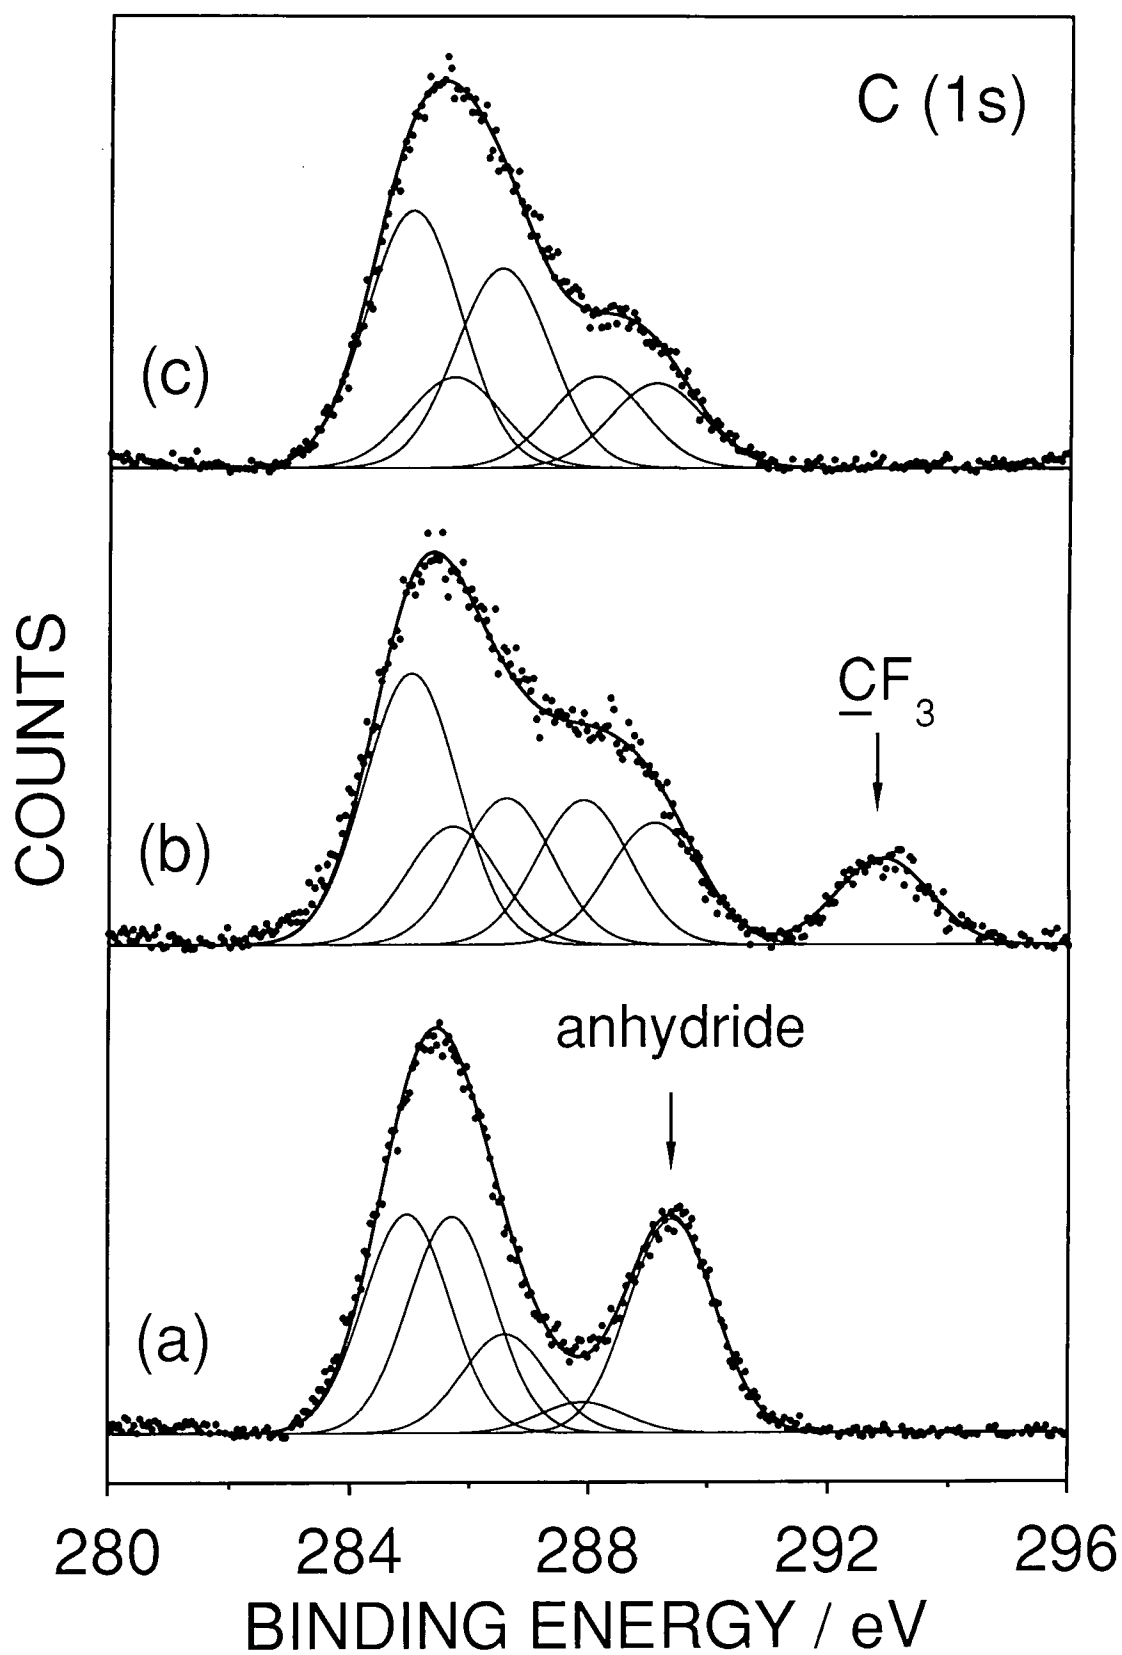 C (1s)
(c)
CF3
(b)
COUNTS
anhydride
(a)
280 284 288 292 296
BINDING ENERGY / eV